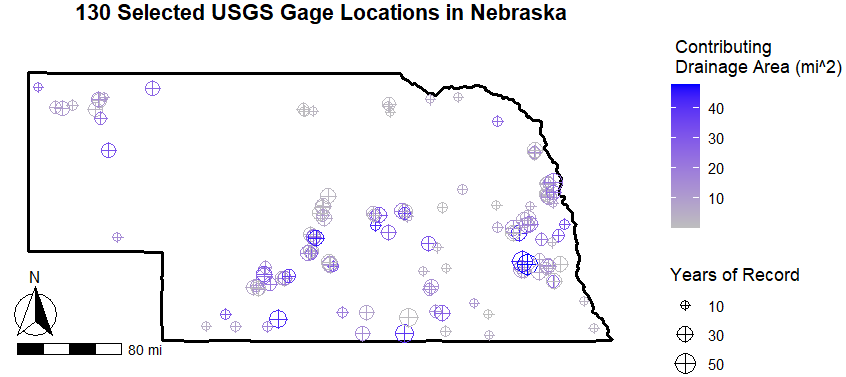 130 Selected USGS Gage Locations in Nebraska
Contributing
Drainage Area (mi^2)
40
30
20
10
Years of Record
10
30
50
N
80 mi